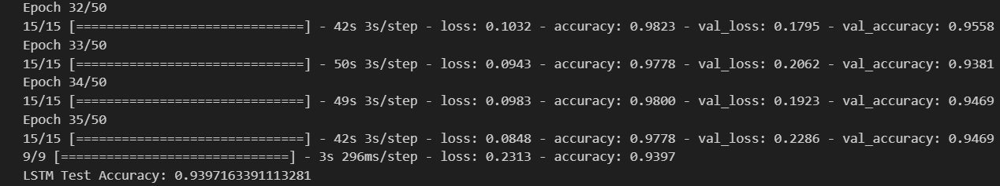 Epoch 32/50
15/15 [==============================] - 42s 3s/step - loss: 0.1032 - accuracy: 0.9823 - val_loss: 0.1795 - val_accuracy: 0.9558
Epoch 33/50
15/15 [==============================] - 50s 3s/step - loss: 0.0943 - accuracy: 0.9778 - val_loss: 0.2062 - val_accuracy: 0.9381
Epoch 34/50
15/15 [==============================] - 49s 3s/step - loss: 0.0983 - accuracy: 0.9800 - val_loss: 0.1923 - val_accuracy: 0.9469
Epoch 35/50
15/15 [==============================] - 42s 3s/step - loss: 0.0848 - accuracy: 0.9778 - val_loss: 0.2286 - val_accuracy: 0.9469
9/9 [==============================] - 3s 296ms/step - loss: 0.2313 - accuracy: 0.9397
LSTM Test Accuracy: 0.9397163391113281